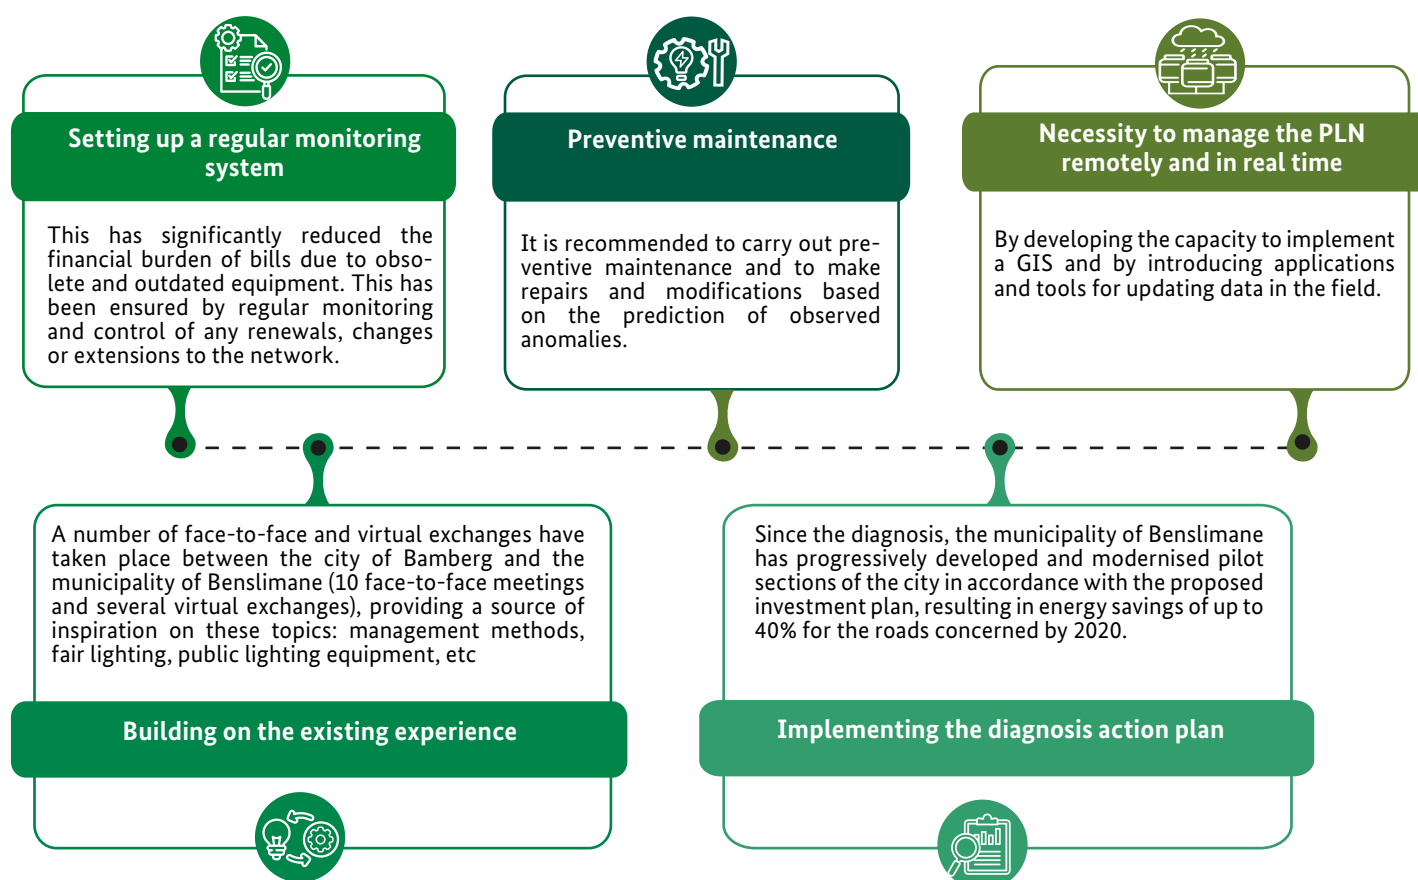 Setting up a regular monitoring
system
This has significantly reduced the
financial burden of bills due to obso-
lete and outdated equipment. This has
been ensured by regular monitoring
and control of any renewals, changes
or extensions to the network.
Preventive maintenance
It is recommended to carry out pre-
ventive maintenance and to make
repairs and modifications based
on the prediction of observed
anomalies.
Necessity to manage the PLN
remotely and in real time
By developing the capacity to implement
a GIS and by introducing applications
and tools for updating data in the field.
A number of face-to-face and virtual exchanges have
taken place between the city of Bamberg and the
municipality of Benslimane (10 face-to-face meetings
and several virtual exchanges), providing a source of
inspiration on these topics: management methods,
fair lighting, public lighting equipment, etc
Building on the existing experience
Since the diagnosis, the municipality of Benslimane
has progressively developed and modernised pilot
sections of the city in accordance with the proposed
investment plan, resulting in energy savings of up to
40% for the roads concerned by 2020.
Implementing the diagnosis action plan